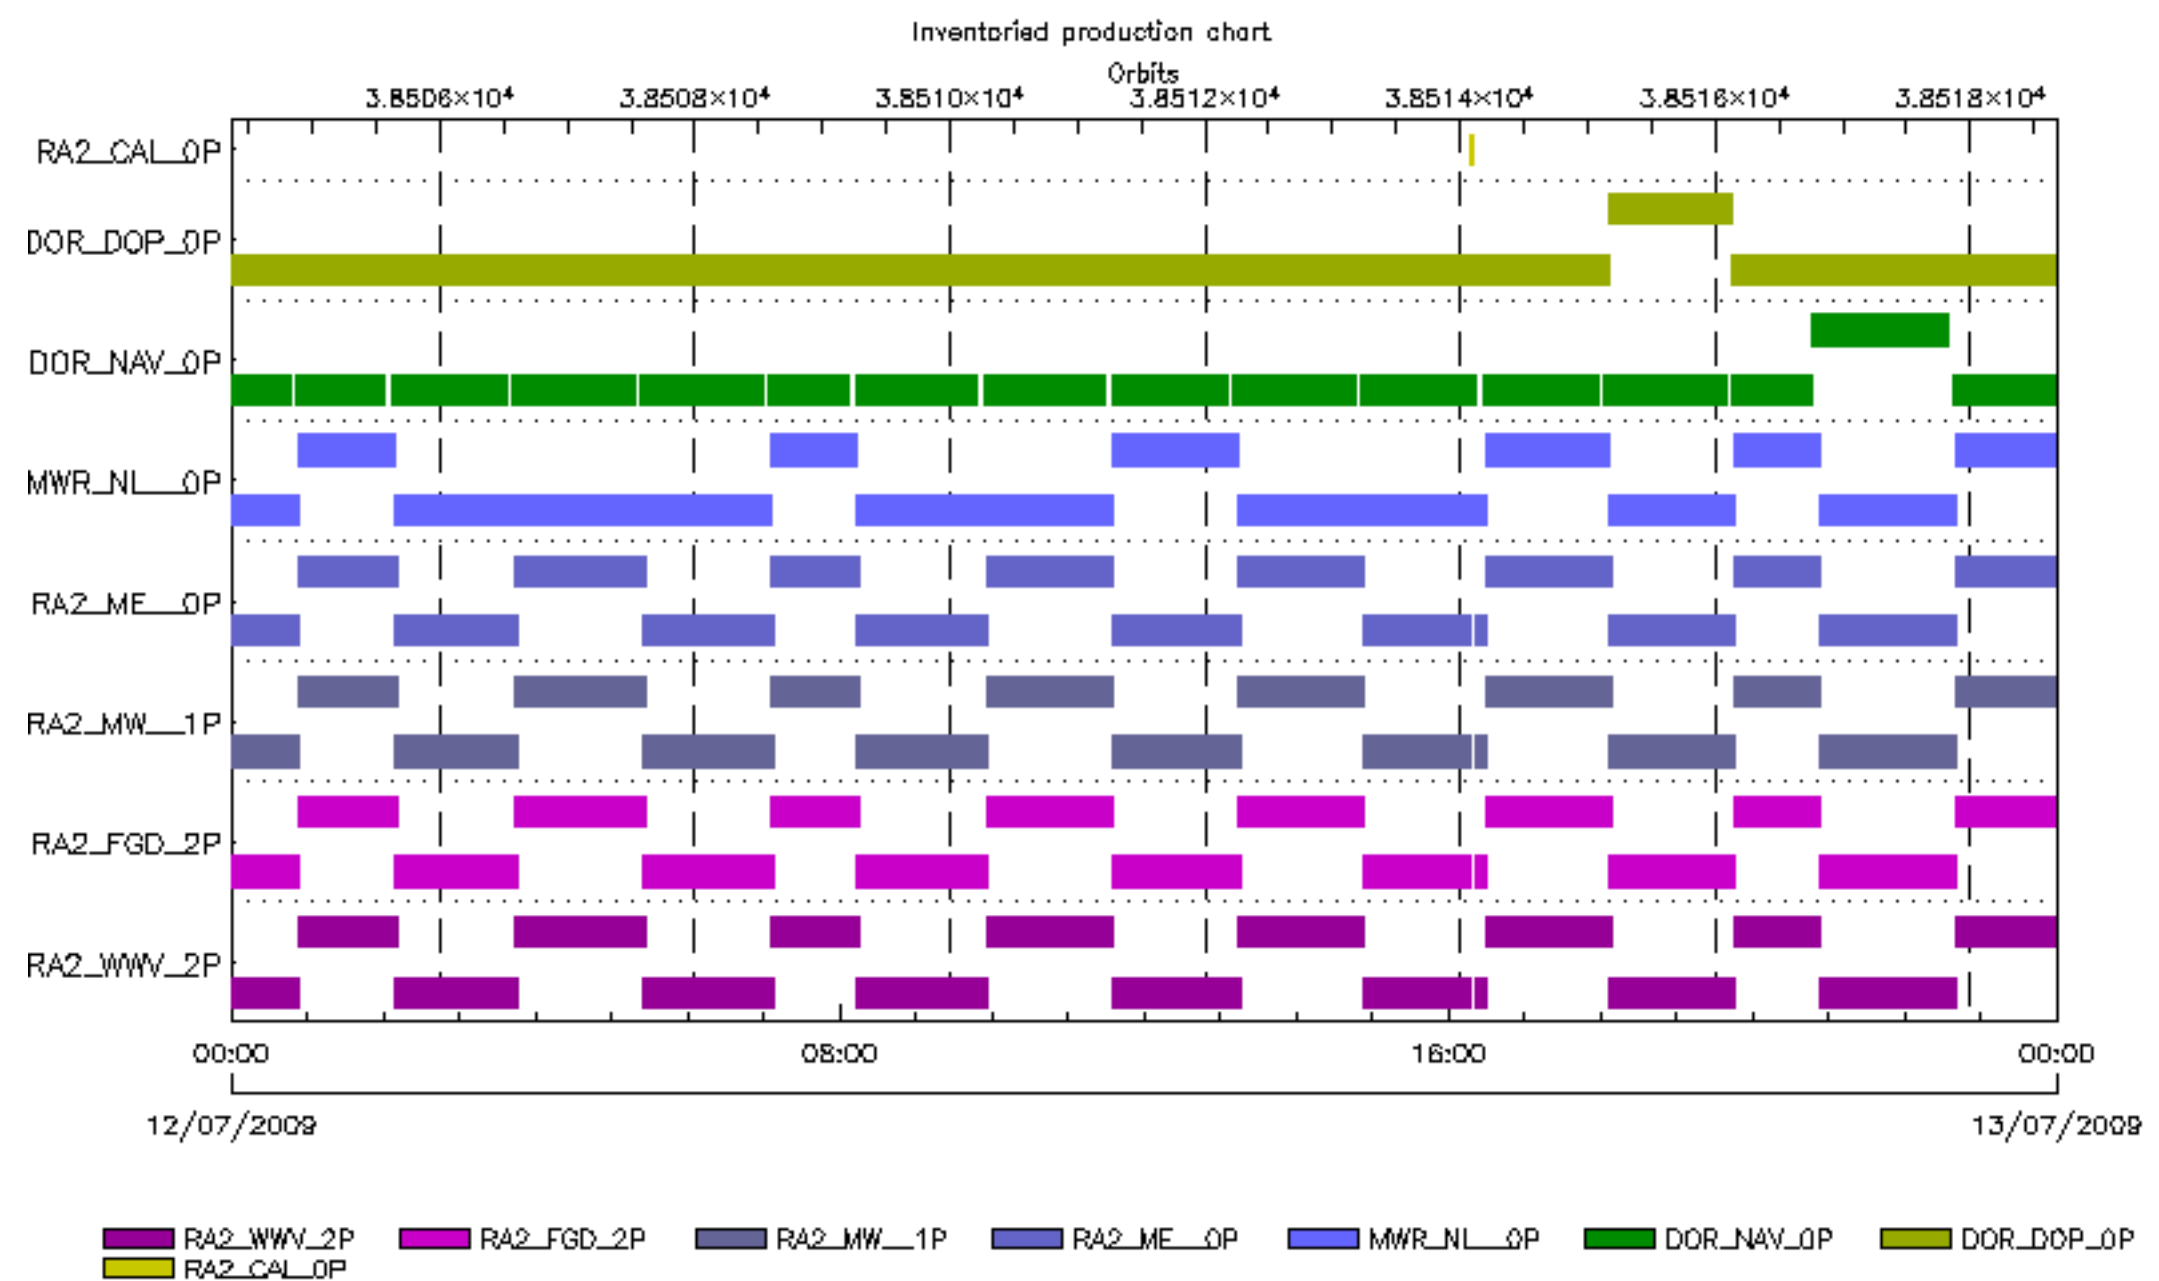 Inventoried production chart
Orbits
3.8506×10⁴ 3.8508×10⁴ 3.8510×10⁴ 3.8512×10⁴ 3.8514×10⁴ 3.8516×10⁴ 3.8518×10⁴
RA2_CAL_0P
DOR_DOP_0P
DOR_NAV_0P
MWR_NL__0P
RA2_ME__0P
RA2_MW__1P
RA2_FGD_2P
RA2_WWV_2P
00:00 08:00 16:00 00:00
12/07/2009 13/07/2009
RA2_WWV_2P RA2_FGD_2P RA2_MW__1P RA2_ME__0P MWR_NL__0P DOR_NAV_0P DOR_DOP_0P
RA2_CAL_0P